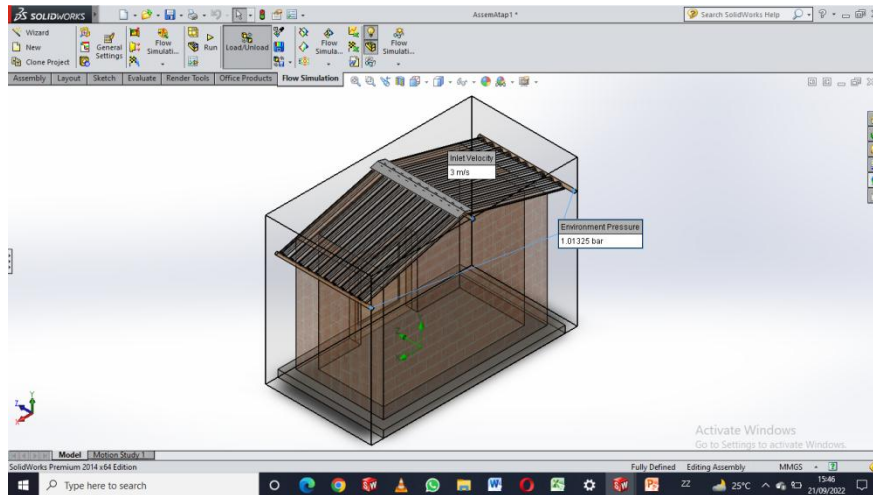 SOLIDWORKS
AssemAtap1 *
Search SolidWorks Help
Wizard
New
Clone Project
General Settings
Flow Simulati...
Run
Load/Unload
Flow Simula...
Flow Simulati...
Assembly Layout Sketch Evaluate Render Tools Office Products Flow Simulation
Inlet Velocity
3 m/s
Environment Pressure
1.01325 bar
Y
Z
X
Activate Windows
Go to Settings to activate Windows.
Model Motion Study 1
SolidWorks Premium 2014 x64 Edition
Fully Defined Editing Assembly MMGS
Type here to search
25°C
15:46
21/09/2022